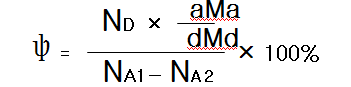 ψ = N_D × aMa/dMd / N_A1 - N_A2 × 100%